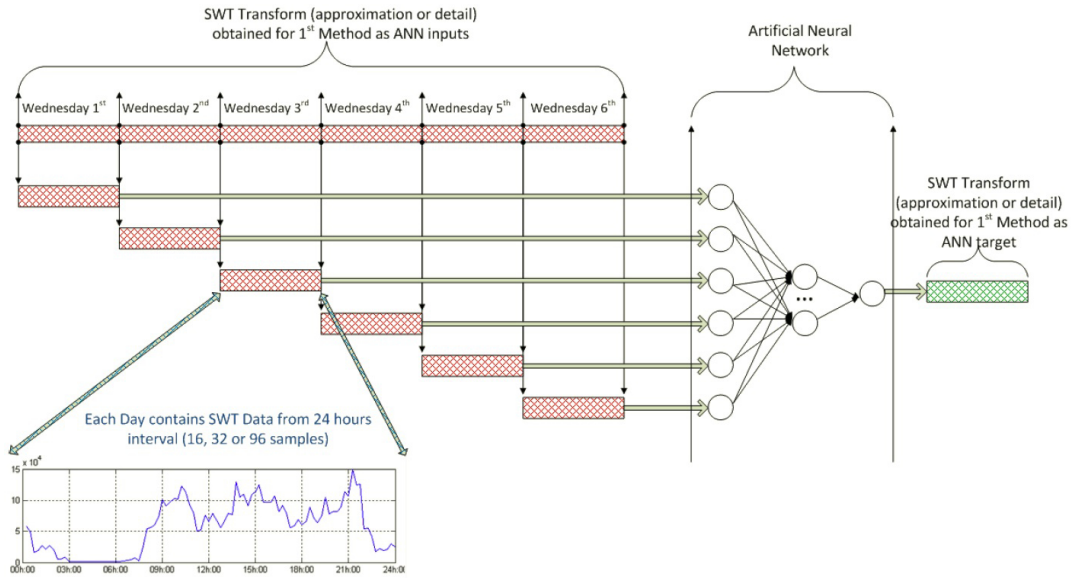 SWT Transform (approximation or detail)
obtained for 1st Method as ANN inputs
Artificial Neural
Network
Wednesday 1st Wednesday 2nd Wednesday 3rd Wednesday 4th Wednesday 5th Wednesday 6th
SWT Transform
(approximation or detail)
obtained for 1st Method as
ANN target
...
Each Day contains SWT Data from 24 hours
interval (16, 32 or 96 samples)
x 10^4
15
10
5
0
00h:00 03h:00 06h:00 09h:00 12h:00 15h:00 18h:00 21h:00 24h:00